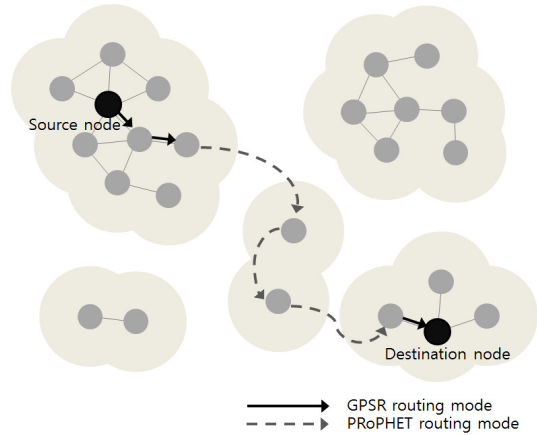 Source node
Destination node
GPSR routing mode
PRoPHET routing mode